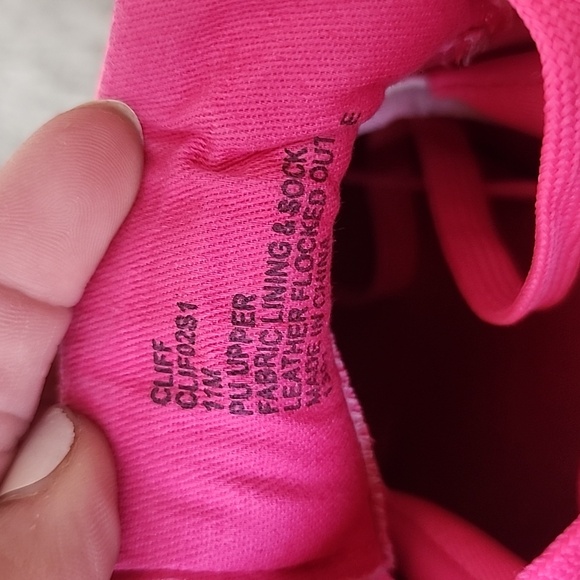 CLIFF
CLIF02S1
11M
PU UPPER
FABRIC LINING & SOCK
LEATHER FLOCKED OUT E
MADE IN CHINA